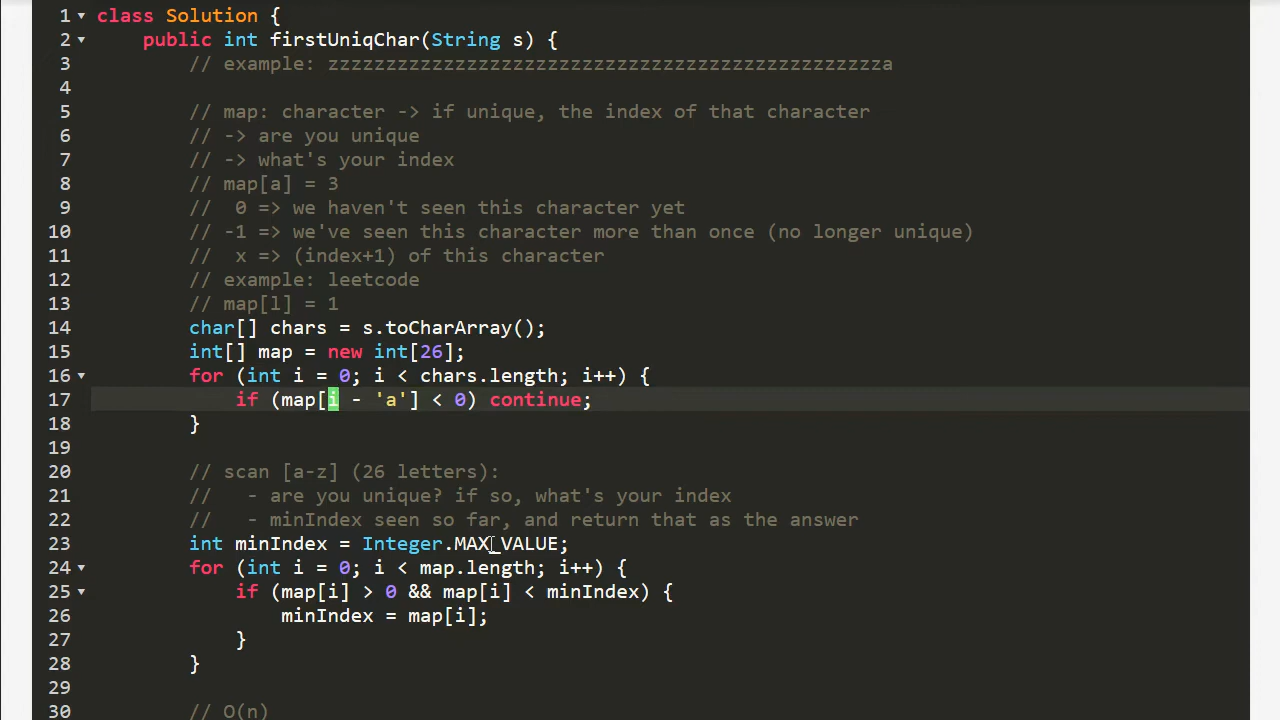 1 class Solution {
2 public int firstUniqChar(String s) {
3 // example: zzzzzzzzzzzzzzzzzzzzzzzzzzzzzzzzzzzzzzzzzzzzzzzza
4
5 // map: character -> if unique, the index of that character
6 // -> are you unique
7 // -> what's your index
8 // map[a] = 3
9 // 0 => we haven't seen this character yet
10 // -1 => we've seen this character more than once (no longer unique)
11 // x => (index+1) of this character
12 // example: leetcode
13 // map[l] = 1
14 char[] chars = s.toCharArray();
15 int[] map = new int[26];
16 for (int i = 0; i < chars.length; i++) {
17 if (map[i - 'a'] < 0) continue;
18 }
19
20 // scan [a-z] (26 letters):
21 // - are you unique? if so, what's your index
22 // - minIndex seen so far, and return that as the answer
23 int minIndex = Integer.MAX_VALUE;
24 for (int i = 0; i < map.length; i++) {
25 if (map[i] > 0 && map[i] < minIndex) {
26 minIndex = map[i];
27 }
28 }
29
30 // O(n)